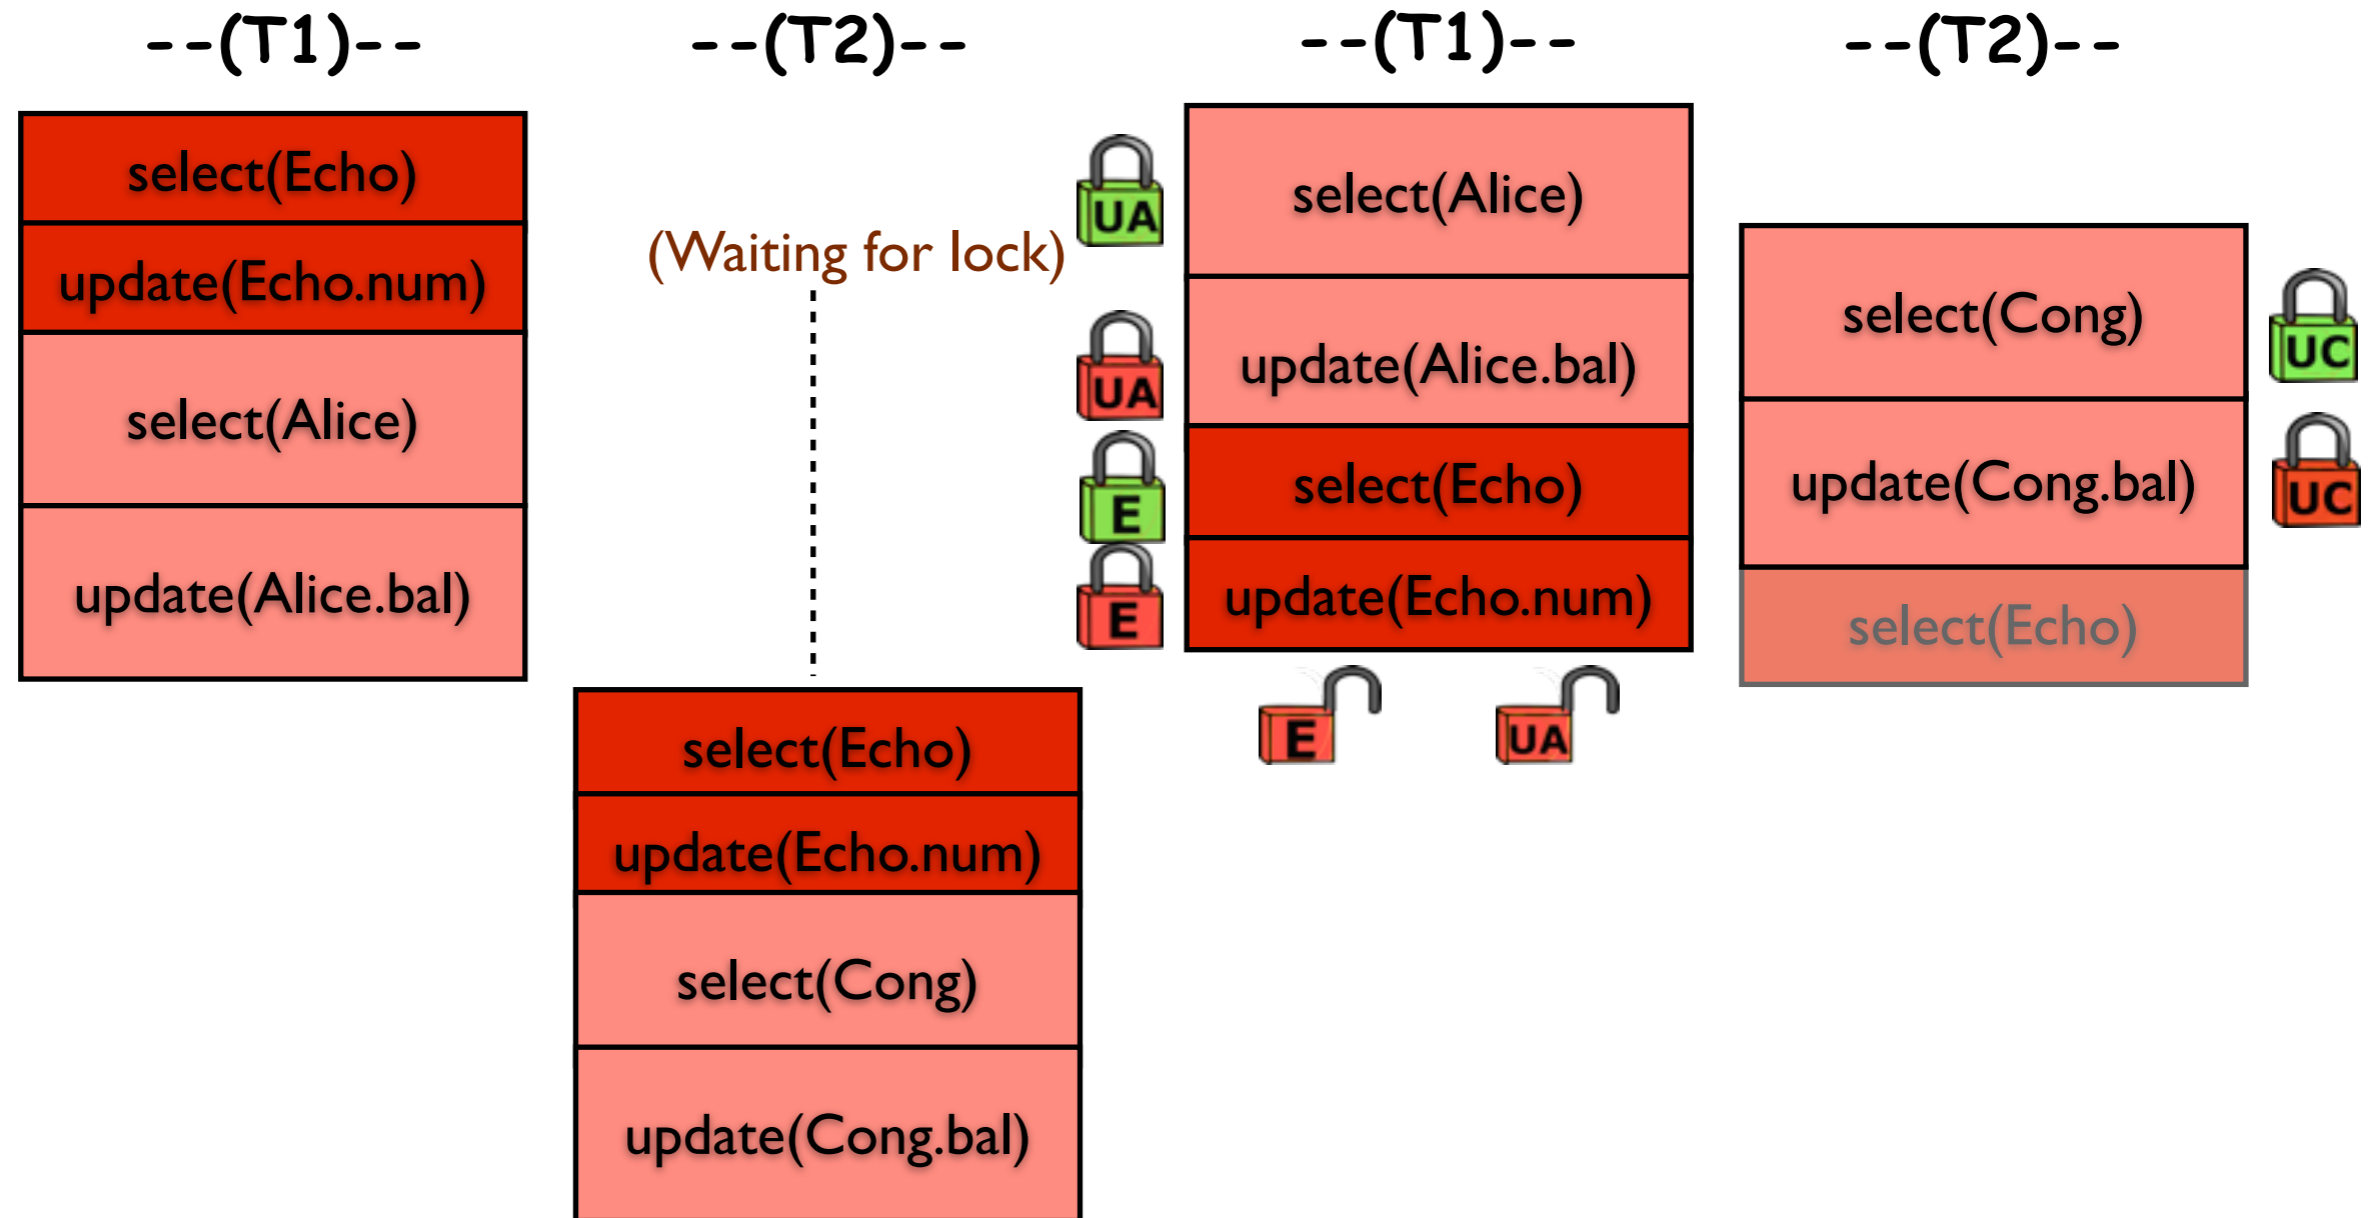 --(T1)--
--(T2)--
--(T1)--
--(T2)--
select(Echo)
update(Echo.num)
select(Alice)
update(Alice.bal)
(Waiting for lock)
select(Echo)
update(Echo.num)
select(Cong)
update(Cong.bal)
UA
UA
E
E
select(Alice)
update(Alice.bal)
select(Echo)
update(Echo.num)
E
UA
select(Cong)
update(Cong.bal)
select(Echo)
UC
UC